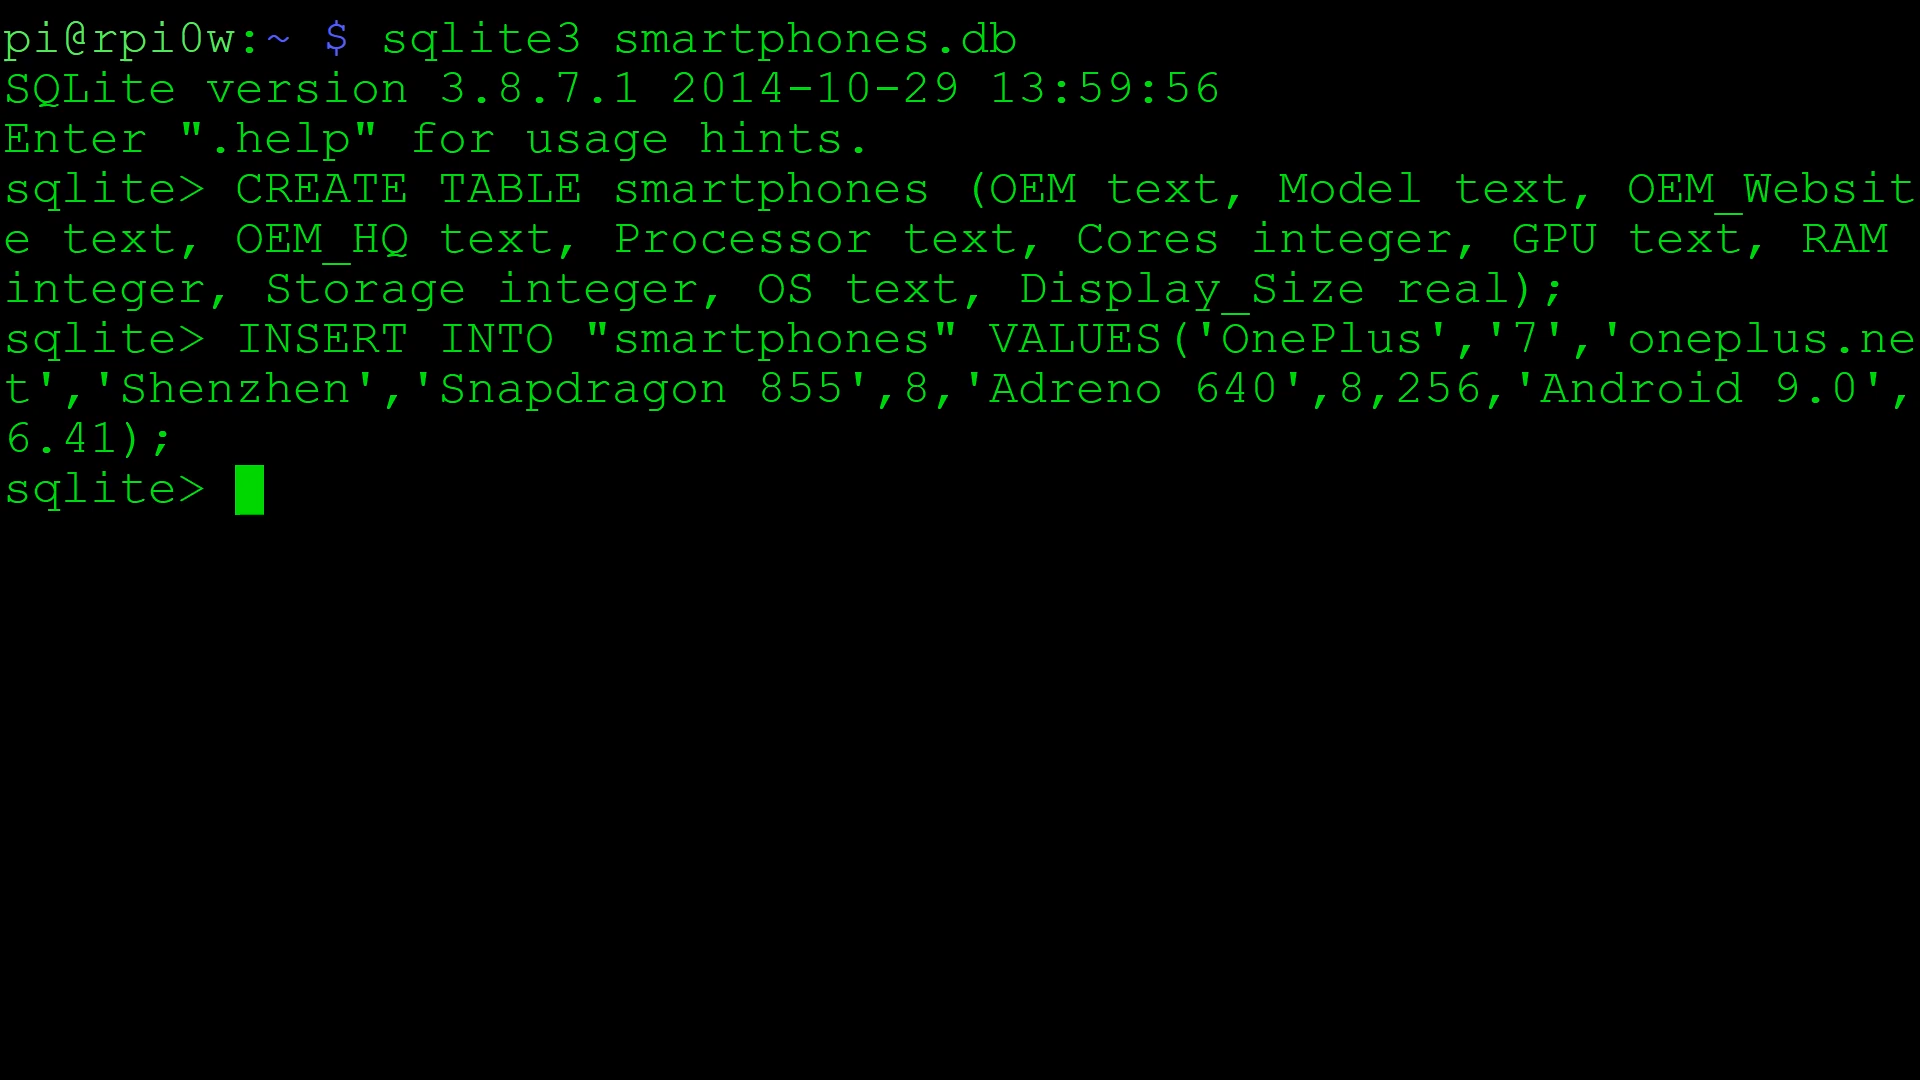 pi@rpi0w:~ $ sqlite3 smartphones.db
SQLite version 3.8.7.1 2014-10-29 13:59:56
Enter ".help" for usage hints.
sqlite> CREATE TABLE smartphones (OEM text, Model text, OEM_Websit
e text, OEM_HQ text, Processor text, Cores integer, GPU text, RAM
integer, Storage integer, OS text, Display_Size real);
sqlite> INSERT INTO "smartphones" VALUES('OnePlus','7','oneplus.ne
t','Shenzhen','Snapdragon 855',8,'Adreno 640',8,256,'Android 9.0',
6.41);
sqlite>